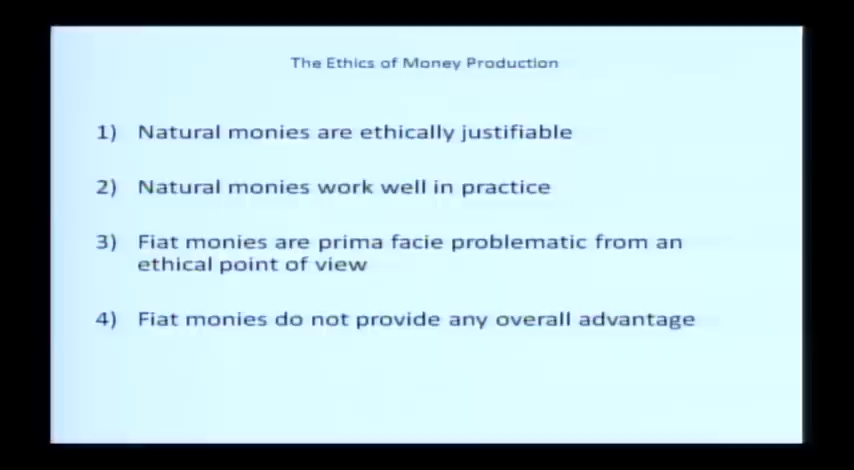 The Ethics of Money Production
1) Natural monies are ethically justifiable
2) Natural monies work well in practice
3) Fiat monies are prima facie problematic from an
ethical point of view
4) Fiat monies do not provide any overall advantage